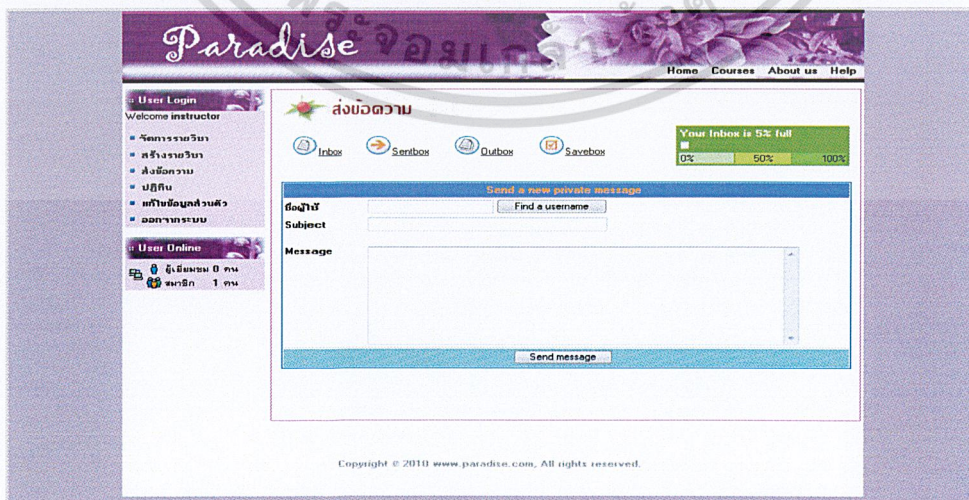 Paradise
Home Courses About us Help
User Login
Welcome instructor
จัดการรายวิชา
สร้างรายวิชา
ส่งข้อความ
ปฏิทิน
แก้ไขข้อมูลส่วนตัว
ออกจากระบบ
User Online
ผู้เยี่ยมชม 0 คน
สมาชิก 1 คน
ส่งข้อความ
Inbox Sentbox Outbox Savebox
Your Inbox is 5% full
0% 50% 100%
Send a new private message
ชื่อผู้ใช้ Find a username
Subject
Message
Send message
Copyright © 2010 www.paradise.com, All rights reserved.